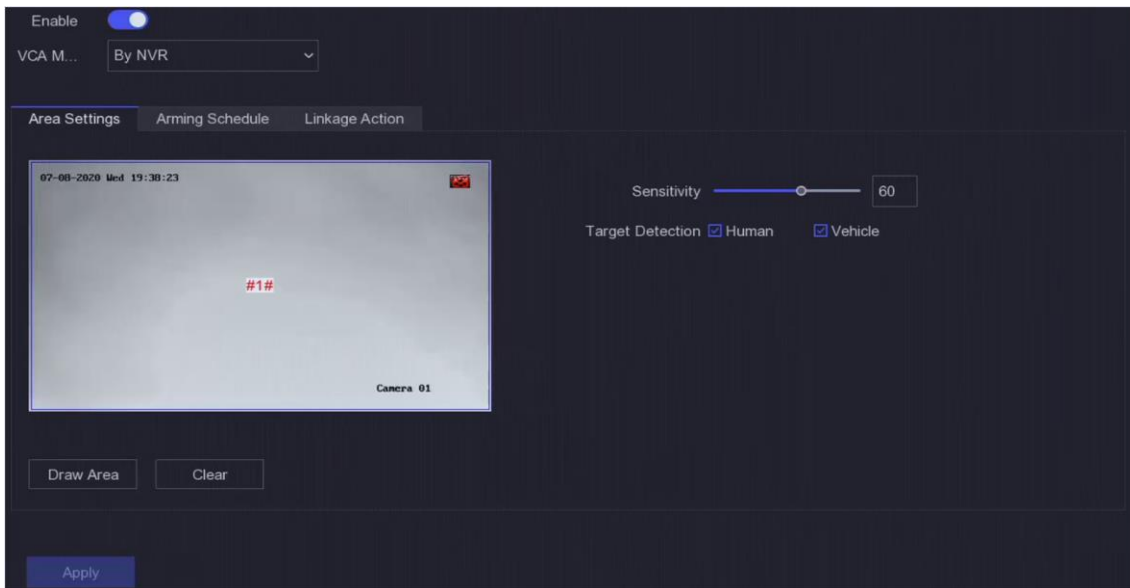 Enable
VCA M...
By NVR
Area Settings
Arming Schedule
Linkage Action
07-08-2020 Wed 19:38:23
#1#
Camera 01
Sensitivity
60
Target Detection
Human
Vehicle
Draw Area
Clear
Apply